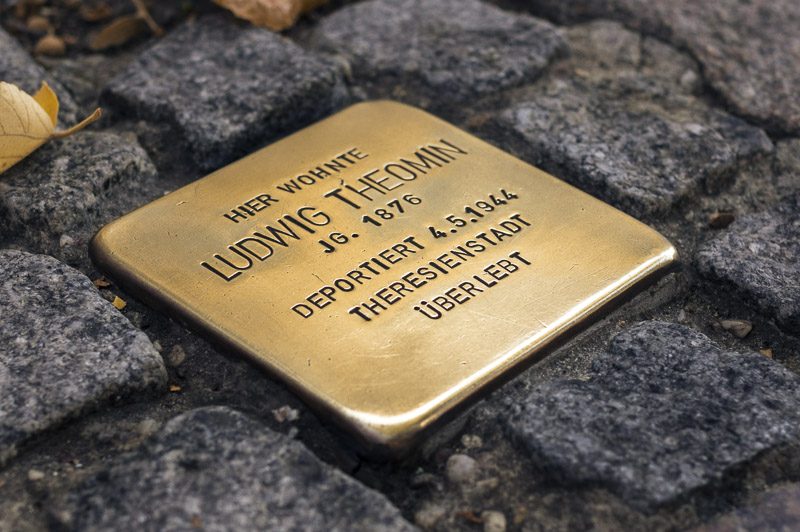 HIER WOHNTE
LUDWIG THEOMIN
JG. 1876
DEPORTIERT 4.5.1944
THERESIENSTADT
ÜBERLEBT